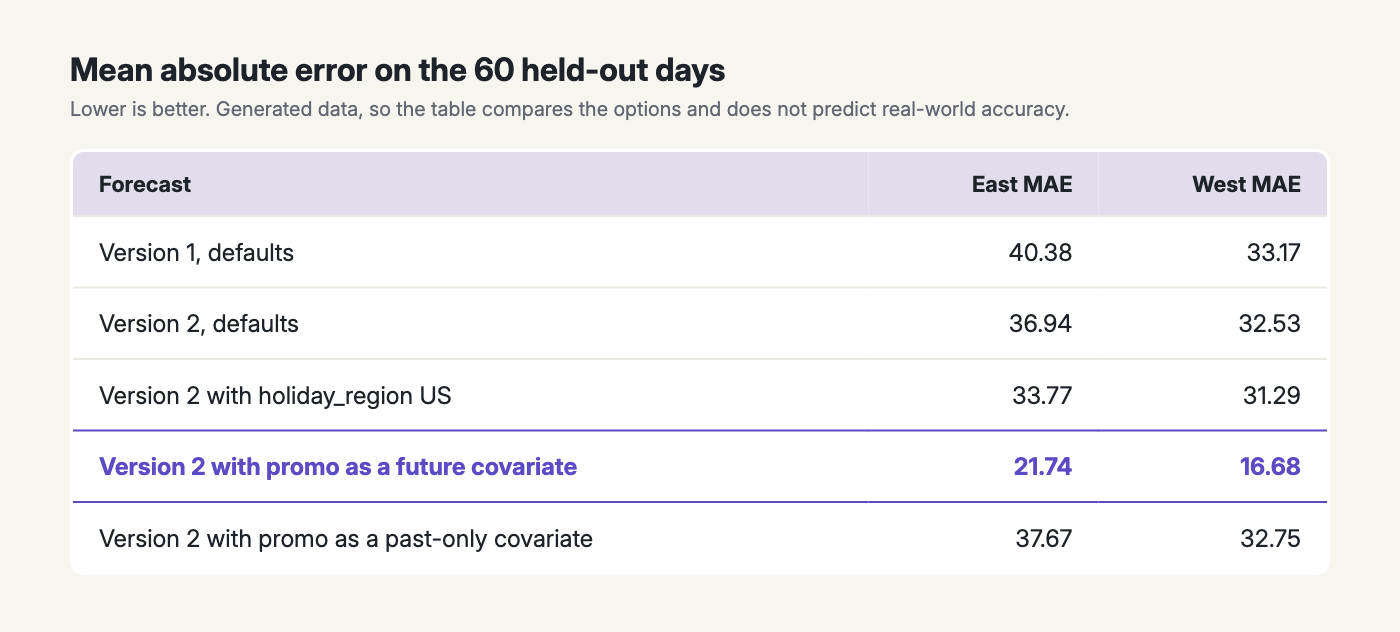 Mean absolute error on the 60 held-out days
Lower is better. Generated data, so the table compares the options and does not predict real-world accuracy.
Forecast East MAE West MAE
Version 1, defaults 40.38 33.17
Version 2, defaults 36.94 32.53
Version 2 with holiday_region US 33.77 31.29
Version 2 with promo as a future covariate 21.74 16.68
Version 2 with promo as a past-only covariate 37.67 32.75